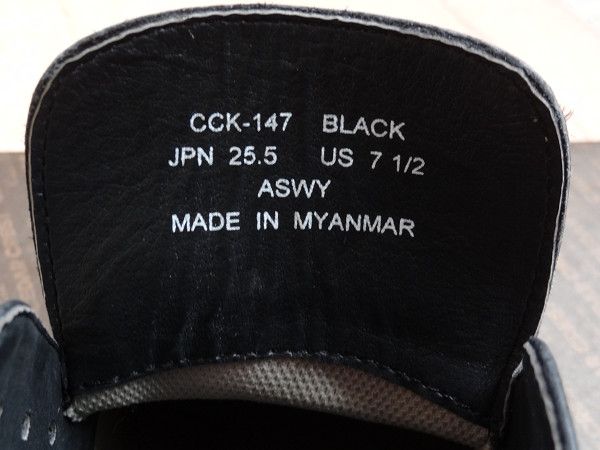 CCK-147 BLACK
JPN 25.5 US 7 1/2
ASWY
MADE IN MYANMAR